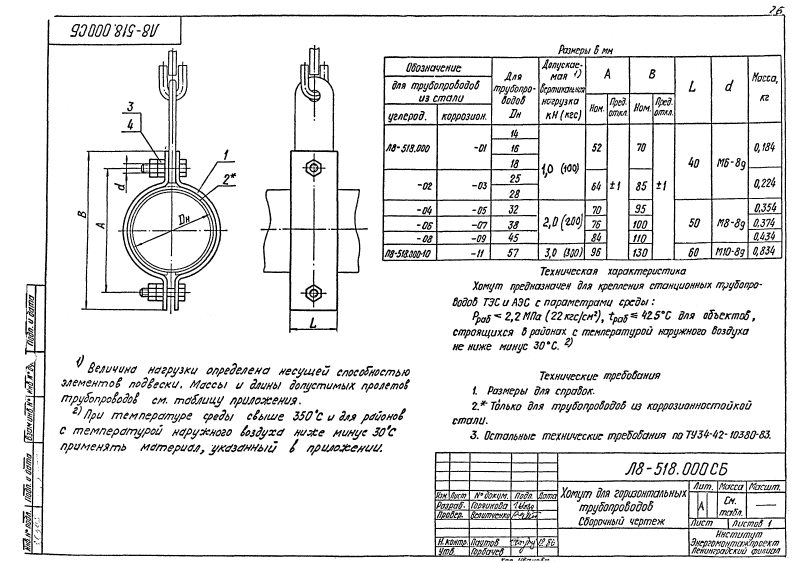 26
Л8-518.000СБ
3
4
1
2*
d
B
A
Dн
L
Размеры в мм
Обозначение
для трубопроводов из стали
углерод.
коррозион.
Для трубопро-
водов
Dн
Допускае-
мая 1)
вертикальная
нагрузка
кН (кгс)
A
B
L
d
Масса,
кг
Ном.
Пред. откл.
Ном.
Пред. откл.
Л8-518.000 -01 14 16 18 1,0 (100) 52 70 40 М6-8g 0,184
-02 -03 25 28 64 ±1 85 ±1 0,224
-04 -05 32 2,0 (200) 70 95 50 М8-8g 0,354
-06 -07 38 76 100 0,374
-08 -09 45 84 110 0,434
Л8-518.000-10 -11 57 3,0 (300) 96 130 60 М10-8g 0,834
Техническая характеристика
Хомут предназначен для крепления станционных трубопро-
водов ТЭС и АЭС с параметрами среды:
Рраб = 2,2 МПа (22 кгс/см²), tраб = 425°С для объектов,
строящихся в районах с температурой наружного воздуха
не ниже минус 30°С. 2)
1) Величина нагрузки определена несущей способностью
элементов подвески. Массы и длины допустимых пролетов
трубопроводов см. таблицу приложения.
2) При температуре среды свыше 350°С и для районов
с температурой наружного воздуха ниже минус 30°С
применять материал, указанный в приложении.
Технические требования
1. Размеры для справок.
2.* Только для трубопроводов из коррозионностойкой
стали.
3. Остальные технические требования по ТУ34-42-10380-83.
Л8-518.000СБ
Хомут для горизонтальных
трубопроводов
Сборочный чертеж
Лит. Масса Масшт.
А См. табл. —
Лист Листов 1
Институт
Энергомонтажпроект
Ленинградский филиал
Изм. Лист № докум. Подп. Дата
Разраб. Горчикова
Провер. Велитченко
Н.контр. Паутов
Утв. Горбачев
Инв.№ подл.
Подп. и дата
Взам.инв.№
Инв.№ дубл.
Подп. и дата